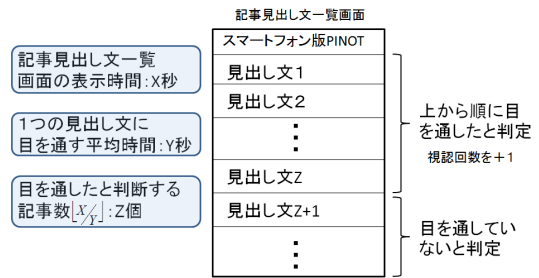 記事見出し文一覧画面
スマートフォン版PINOT
記事見出し文一覧
画面の表示時間:X秒
見出し文1
見出し文2
1つの見出し文に
目を通す平均時間:Y秒
上から順に目
を通したと判定
視認回数を+1
見出し文Z
目を通したと判断する
記事数⌊X/Y⌋:Z個
見出し文Z+1
目を通してい
ないと判定